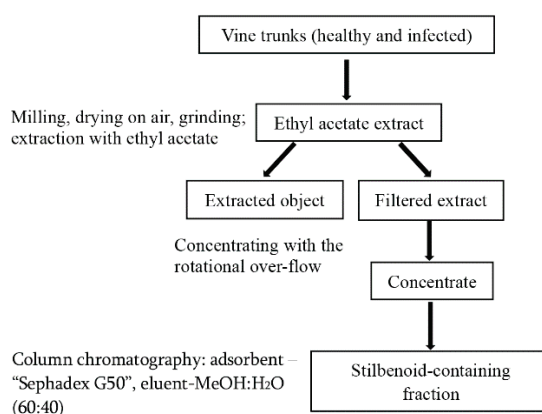 Vine trunks (healthy and infected)
Milling, drying on air, grinding;
extraction with ethyl acetate
Ethyl acetate extract
Extracted object
Filtered extract
Concentrating with the
rotational over-flow
Concentrate
Column chromatography: adsorbent –
“Sephadex G50”, eluent-MeOH:H₂O
(60:40)
Stilbenoid-containing
fraction